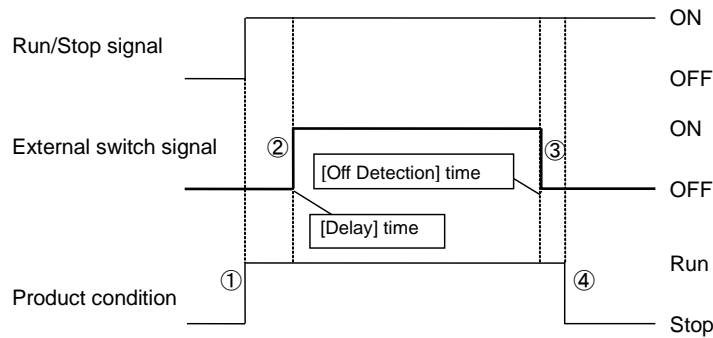 ON
Run/Stop signal
OFF
ON
② External switch signal
[Off Detection] time ③
OFF
[Delay] time
Run
① ④
Product condition
Stop